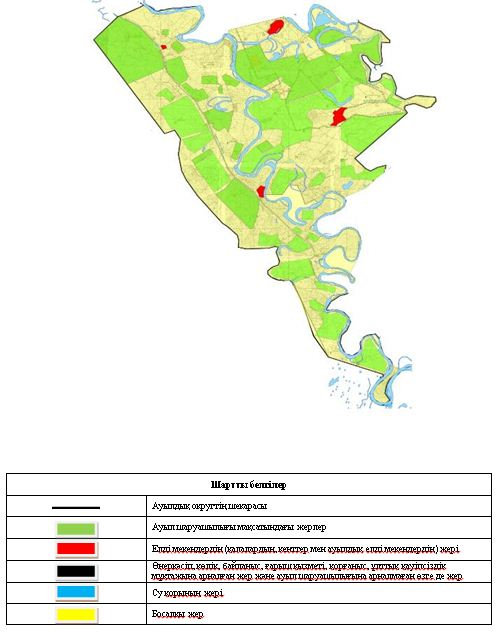 Шартты белгілер
Ауылдық округтің шекарасы
Ауыл шаруашылығы мақсатындағы жерлер
Елді мекендердің (қалалардың, кенттер мен ауылдық елді мекендердің) жері.
Өнеркәсіп, көлік, байланыс, ғарыш қызметі, қорғаныс, ұлттық қауіпсіздік
мұқтажына арналған жер және ауыл шаруашылығына арналмаған өзге де жер.
Су қорының жері.
Босалқы жер.